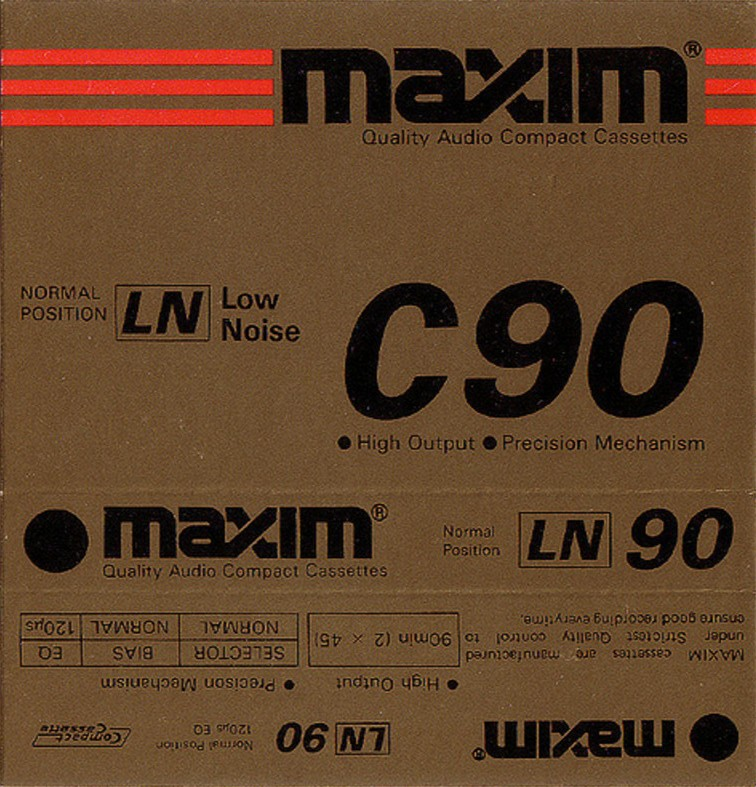 maxim®
Quality Audio Compact Cassettes
NORMAL POSITION
LN
Low Noise
C90
● High Output ● Precision Mechanism
maxim®
Quality Audio Compact Cassettes
Normal Position
LN 90
maxim®
LN 90
Normal Position
120µs EQ
Compact Cassette
● High Output
● Precison Mechanism
MAXIM cassettes are manufactured
under Strictest Quality control to
ensure good recording everytime.
90min (2 × 45)
SELECTOR BIAS EQ
NORMAL NORMAL 120µs